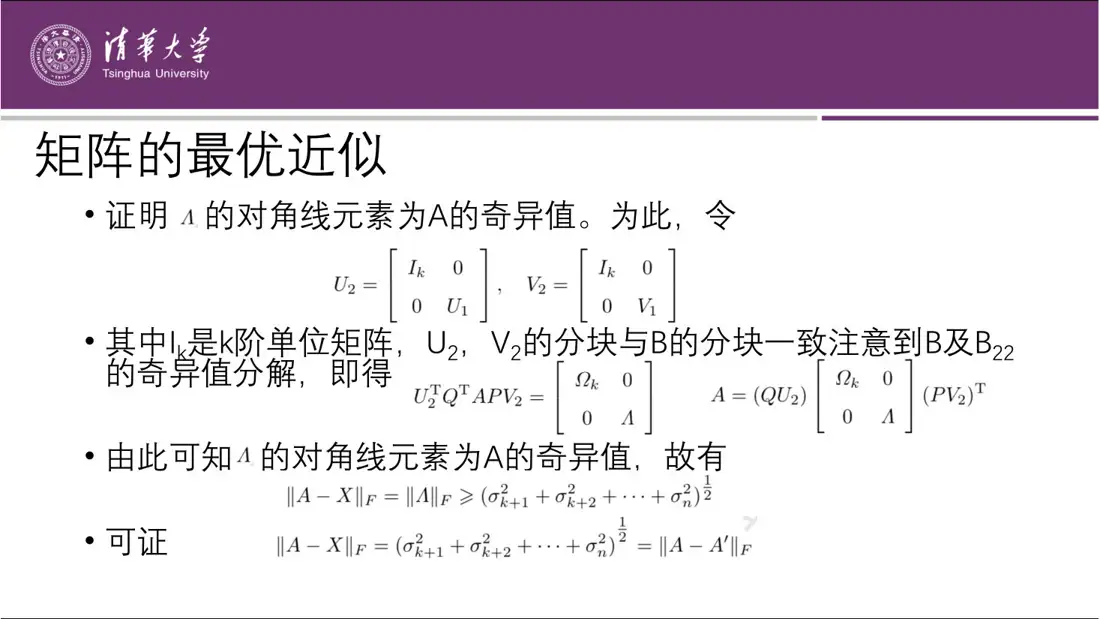 清华大学
Tsinghua University
矩阵的最优近似
• 证明 Λ 的对角线元素为A的奇异值。为此，令
U₂ = [ I_k 0 ; 0 U₁ ], V₂ = [ I_k 0 ; 0 V₁ ]
• 其中I_k是k阶单位矩阵，U₂，V₂的分块与B的分块一致注意到B及B₂₂
的奇异值分解，即得 U₂ᵀQᵀAPV₂ = [ Ω_k 0 ; 0 Λ ] A = (QU₂) [ Ω_k 0 ; 0 Λ ] (PV₂)ᵀ
• 由此可知 Λ 的对角线元素为A的奇异值，故有
‖A − X‖_F = ‖Λ‖_F ⩾ (σ²_{k+1} + σ²_{k+2} + ··· + σ²_n)^{1/2}
• 可证 ‖A − X‖_F = (σ²_{k+1} + σ²_{k+2} + ··· + σ²_n)^{1/2} = ‖A − A′‖_F